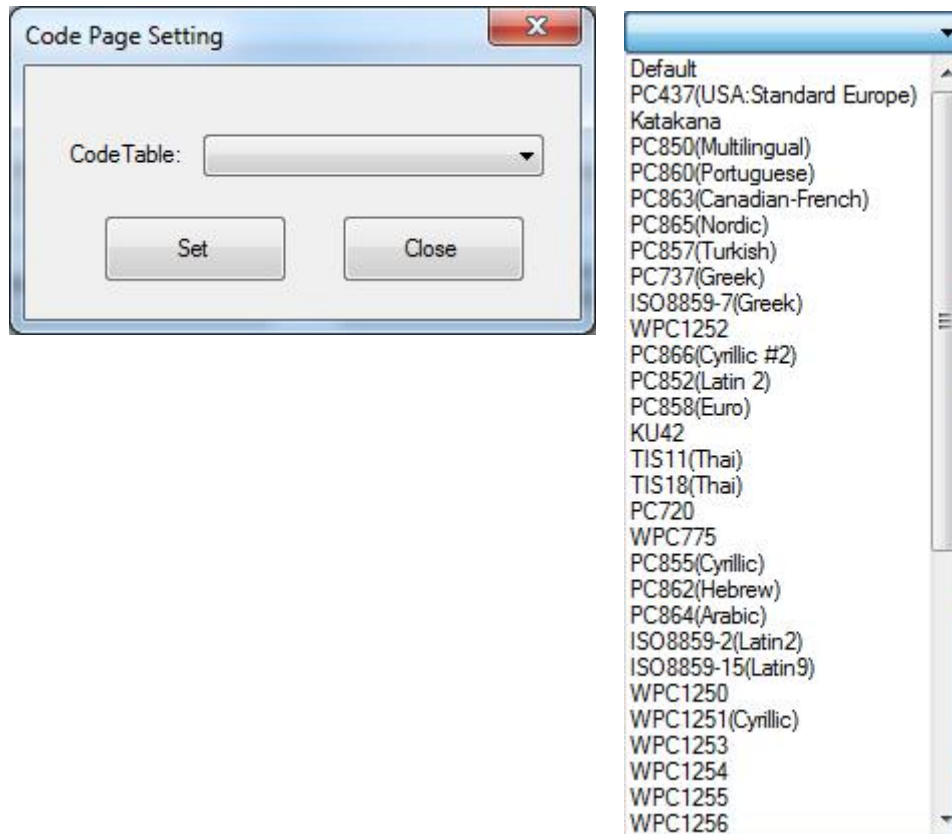 Code Page Setting
CodeTable:
Set Close
Default
PC437(USA:Standard Europe)
Katakana
PC850(Multilingual)
PC860(Portuguese)
PC863(Canadian-French)
PC865(Nordic)
PC857(Turkish)
PC737(Greek)
ISO8859-7(Greek)
WPC1252
PC866(Cyrillic #2)
PC852(Latin 2)
PC858(Euro)
KU42
TIS11(Thai)
TIS18(Thai)
PC720
WPC775
PC855(Cyrillic)
PC862(Hebrew)
PC864(Arabic)
ISO8859-2(Latin2)
ISO8859-15(Latin9)
WPC1250
WPC1251(Cyrillic)
WPC1253
WPC1254
WPC1255
WPC1256